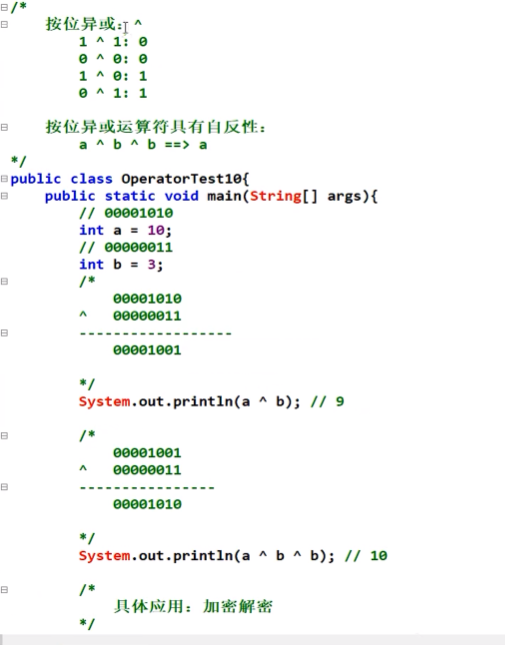 /*
按位异或: ^
1 ^ 1: 0
0 ^ 0: 0
1 ^ 0: 1
0 ^ 1: 1
按位异或运算符具有自反性:
a ^ b ^ b ==> a
*/
public class OperatorTest10{
public static void main(String[] args){
// 00001010
int a = 10;
// 00000011
int b = 3;
/*
00001010
^ 00000011
------------------
00001001
*/
System.out.println(a ^ b); // 9
/*
00001001
^ 00000011
----------------
00001010
*/
System.out.println(a ^ b ^ b); // 10
/*
具体应用: 加密解密
*/